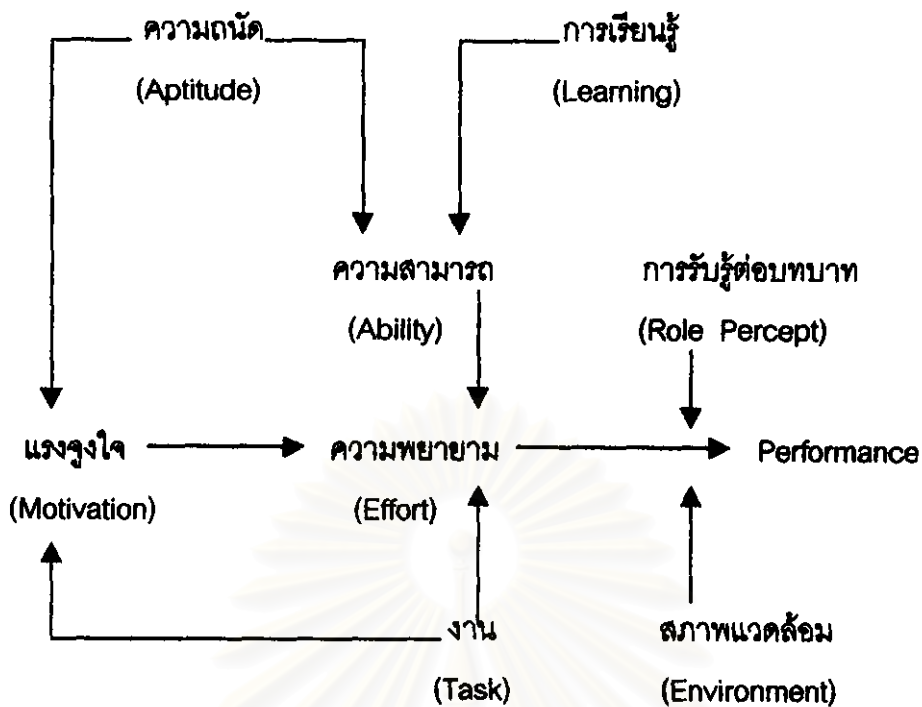 ความถนัด
(Aptitude)
การเรียนรู้
(Learning)
ความสามารถ
(Ability)
การรับรู้ต่อบทบาท
(Role Percept)
แรงจูงใจ
(Motivation)
ความพยายาม
(Effort)
Performance
งาน
(Task)
สภาพแวดล้อม
(Environment)